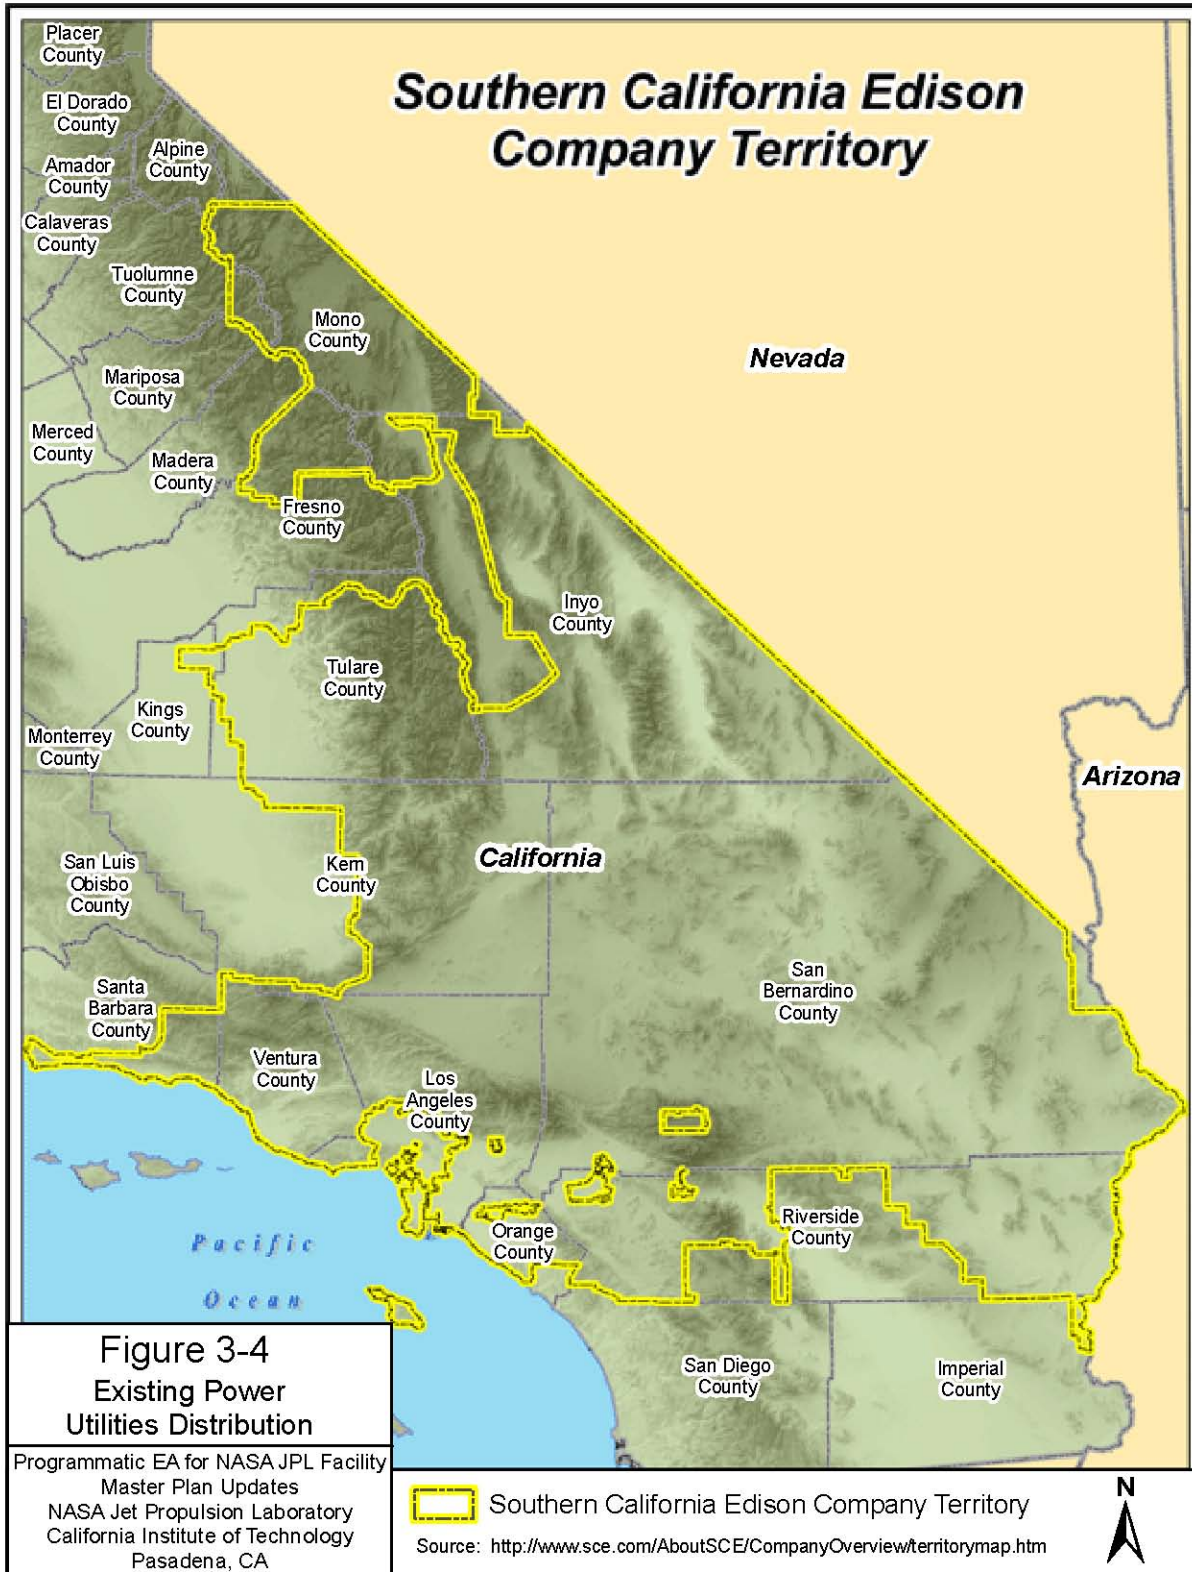 Southern California Edison
Company Territory
Placer
County
El Dorado
County
Amador
County
Alpine
County
Calaveras
County
Tuolumne
County
Mono
County
Nevada
Mariposa
County
Merced
County
Madera
County
Fresno
County
Inyo
County
Tulare
County
Kings
County
Monterrey
County
Arizona
San Luis
Obisbo
County
Kern
County
California
Santa
Barbara
County
San
Bernardino
County
Ventura
County
Los
Angeles
County
Orange
County
Riverside
County
Pacific
Ocean
San Diego
County
Imperial
County
Figure 3-4
Existing Power
Utilities Distribution
Programmatic EA for NASA JPL Facility
Master Plan Updates
NASA Jet Propulsion Laboratory
California Institute of Technology
Pasadena, CA
Southern California Edison Company Territory
Source: http://www.sce.com/AboutSCE/CompanyOverview/territorymap.htm
N